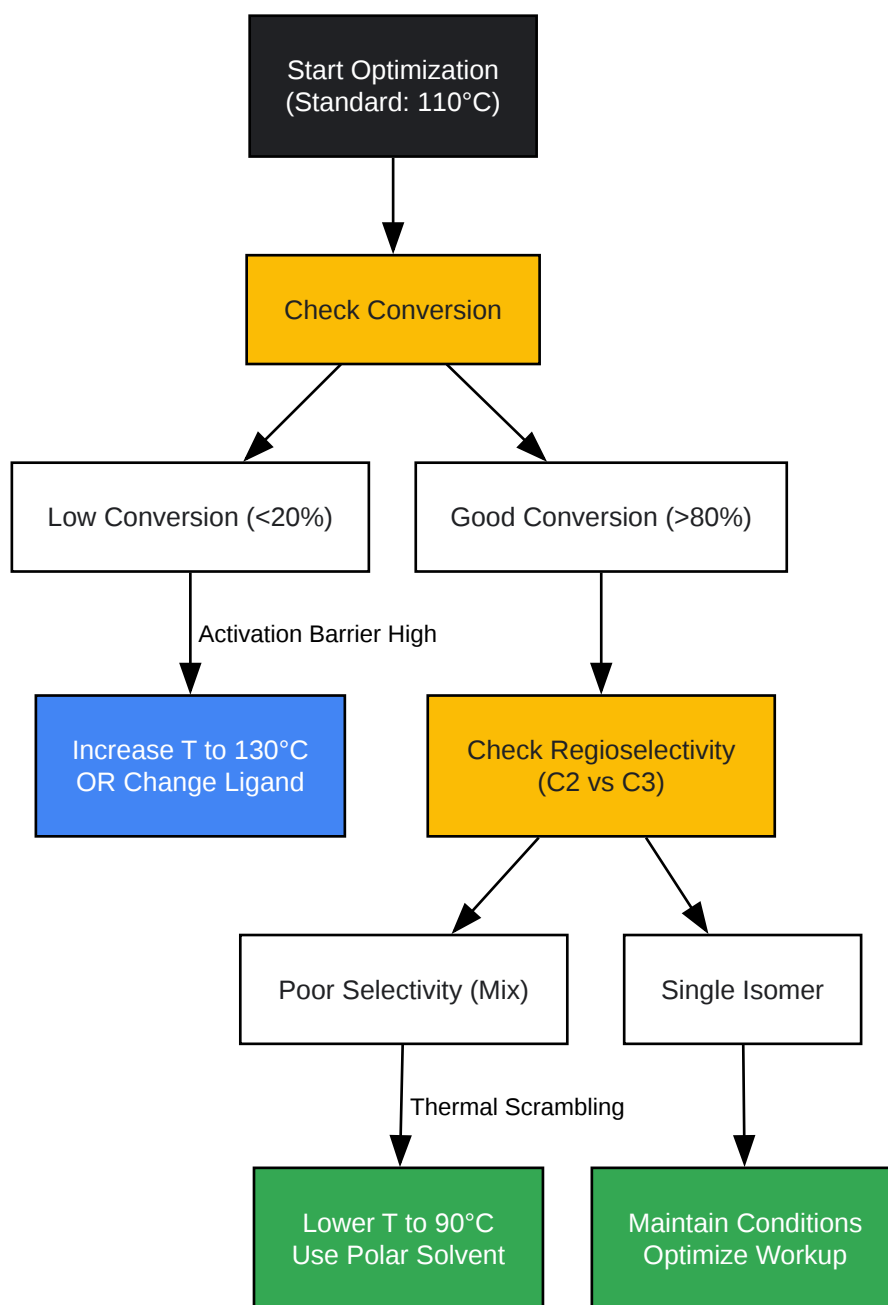 Start Optimization
(Standard: 110°C)
Check Conversion
Low Conversion (<20%)
Good Conversion (>80%)
Activation Barrier High
Increase T to 130°C
OR Change Ligand
Check Regioselectivity
(C2 vs C3)
Poor Selectivity (Mix)
Single Isomer
Thermal Scrambling
Lower T to 90°C
Use Polar Solvent
Maintain Conditions
Optimize Workup